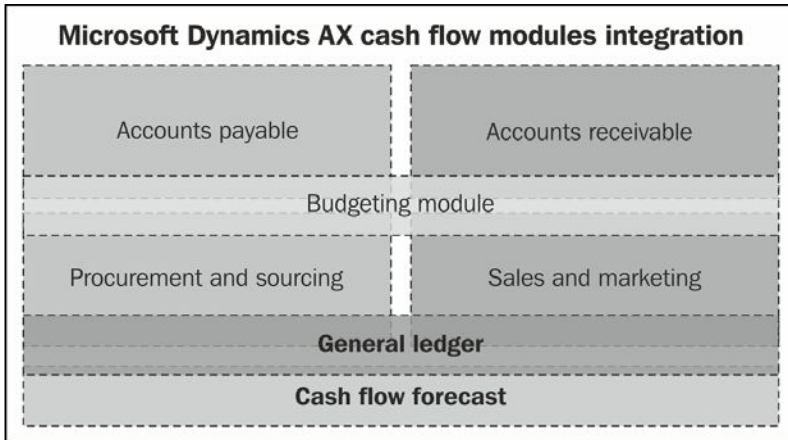 Microsoft Dynamics AX cash flow modules integration
Accounts payable
Accounts receivable
Budgeting module
Procurement and sourcing
Sales and marketing
General ledger
Cash flow forecast